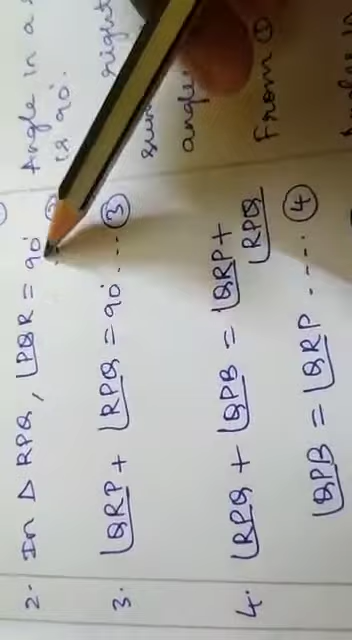 2. In △ RPQ, ∠PQR = 90° ... Angle in a
is 90°.
3. ∠QRP + ∠RPQ = 90° ... ③ right
angle
4. ∠RPQ + ∠QPB = ∠QRP + From ①
∠RPQ
∠QPB = ∠QRP .... ④